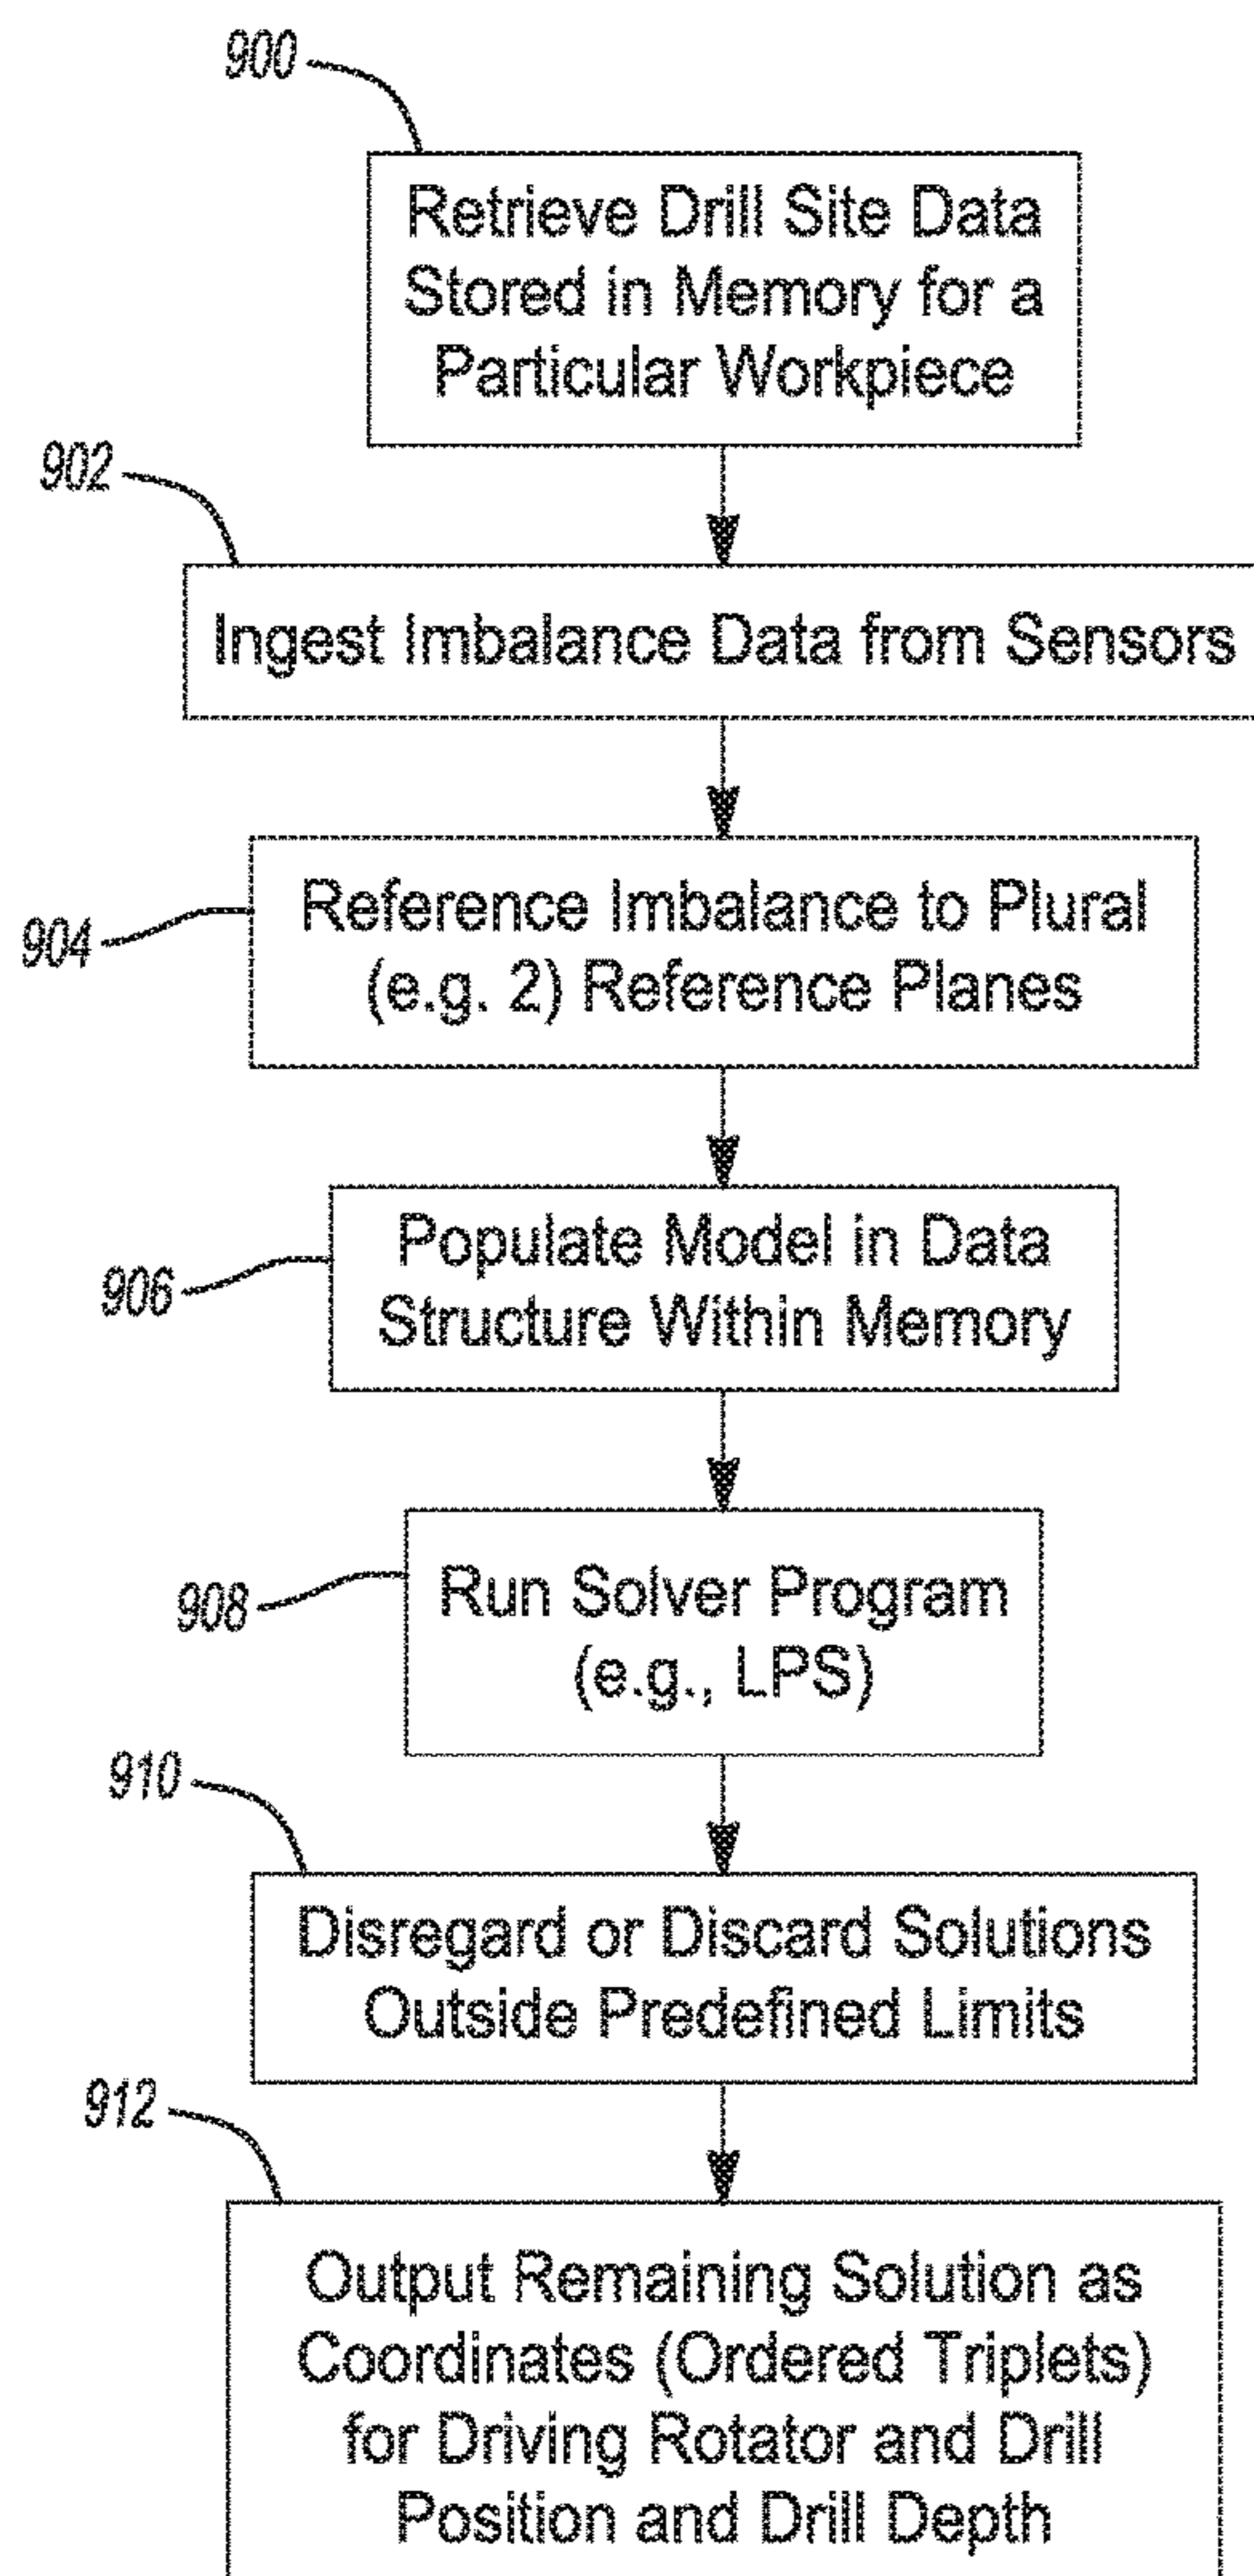 900
Retrieve Drill Site Data
Stored in Memory for a
Particular Workpiece
902
Ingest Imbalance Data from Sensors
904
Reference Imbalance to Plural
(e.g. 2) Reference Planes
906
Populate Model in Data
Structure Within Memory
908
Run Solver Program
(e.g., LPS)
910
Disregard or Discard Solutions
Outside Predefined Limits
912
Output Remaining Solution as
Coordinates (Ordered Triplets)
for Driving Rotator and Drill
Position and Drill Depth